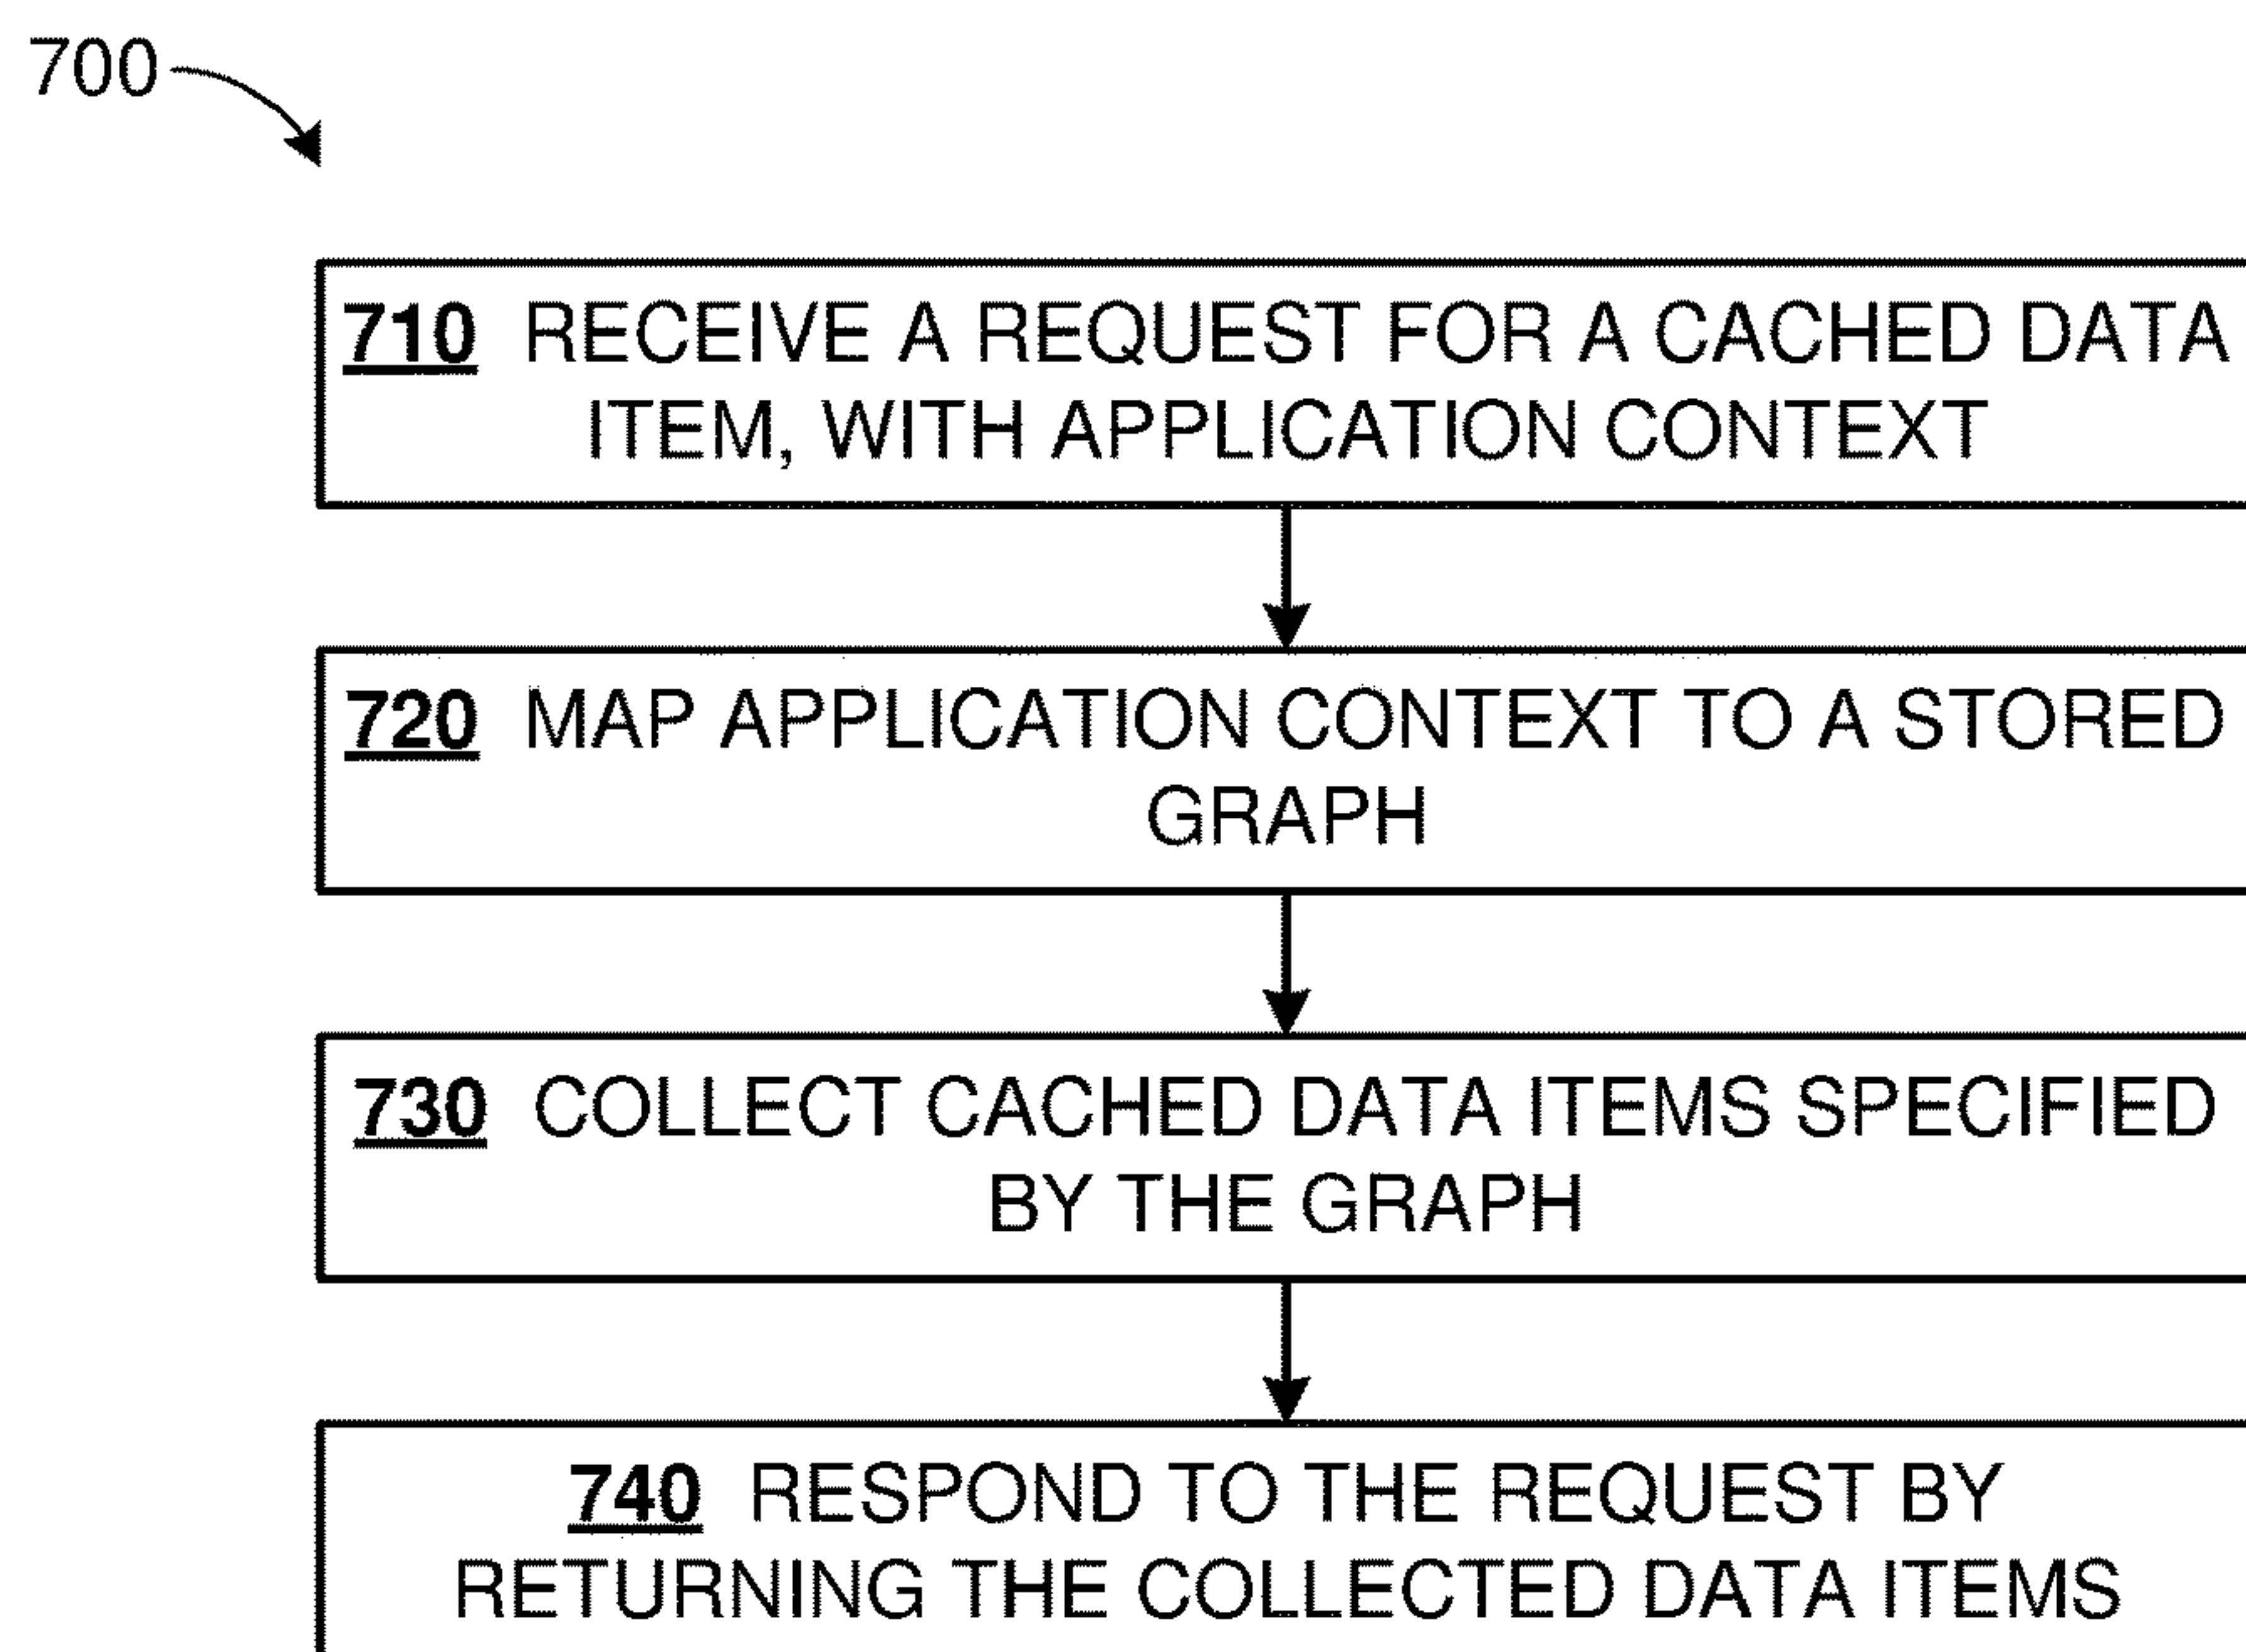 700
710 RECEIVE A REQUEST FOR A CACHED DATA
ITEM, WITH APPLICATION CONTEXT
720 MAP APPLICATION CONTEXT TO A STORED
GRAPH
730 COLLECT CACHED DATA ITEMS SPECIFIED
BY THE GRAPH
740 RESPOND TO THE REQUEST BY
RETURNING THE COLLECTED DATA ITEMS